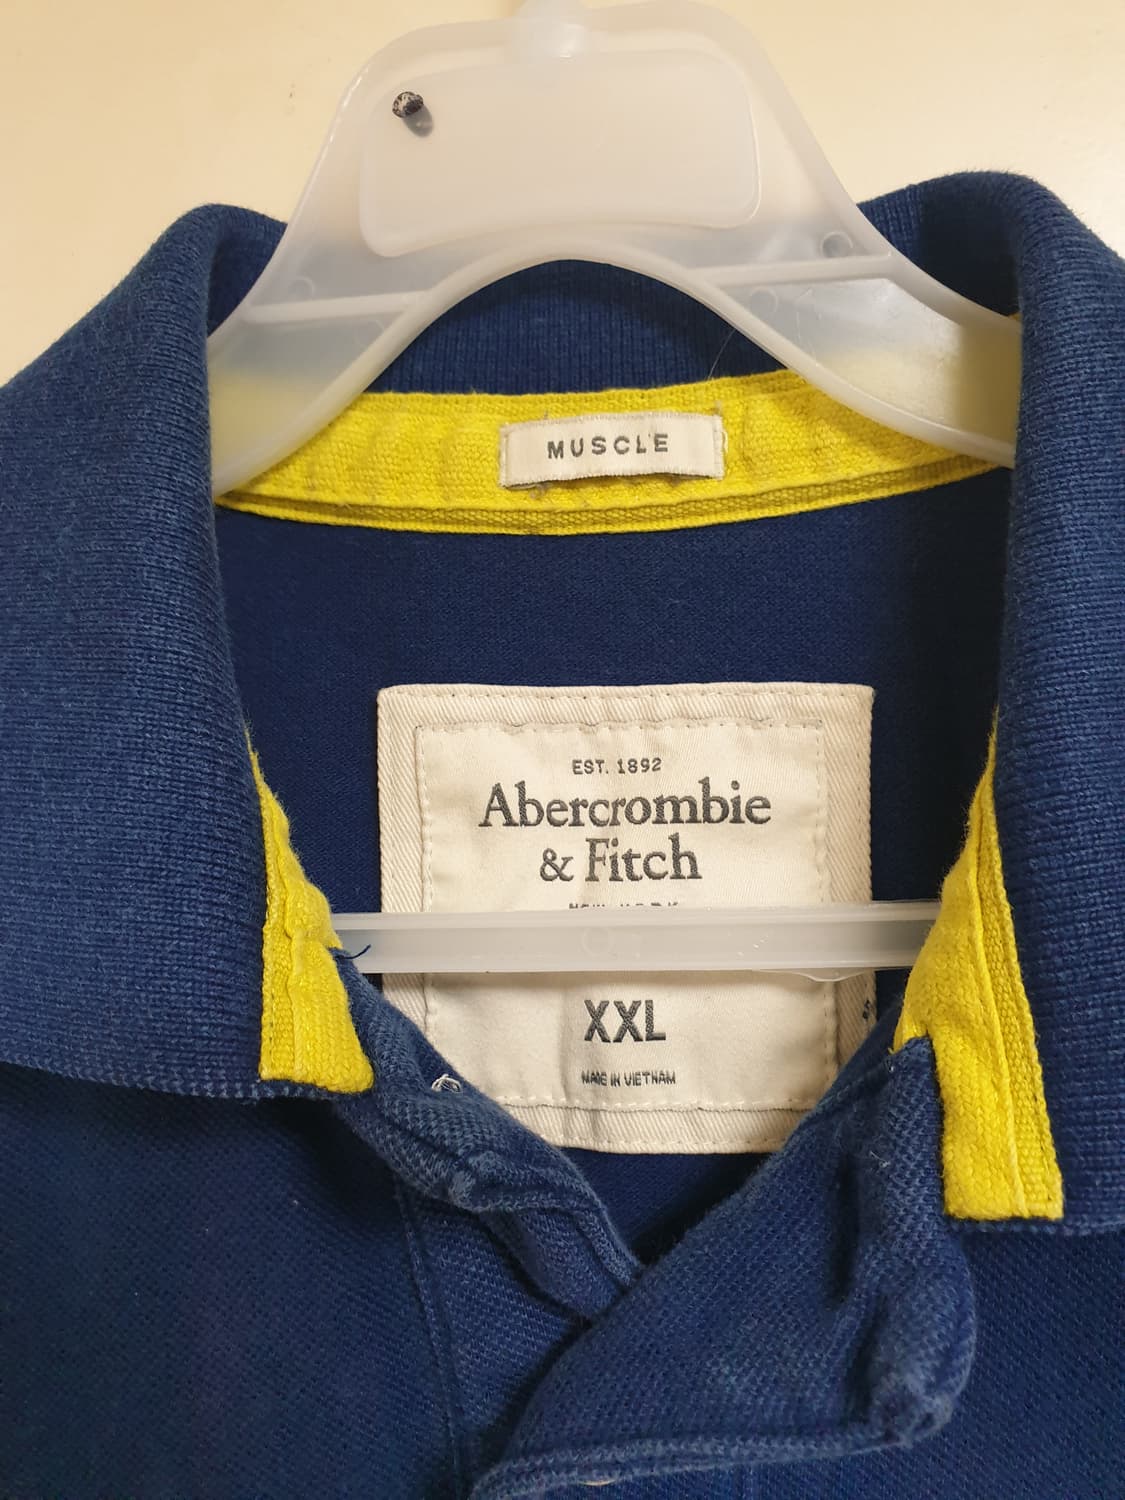 MUSCLE
EST. 1892
Abercrombie
& Fitch
XXL
MADE IN VIETNAM